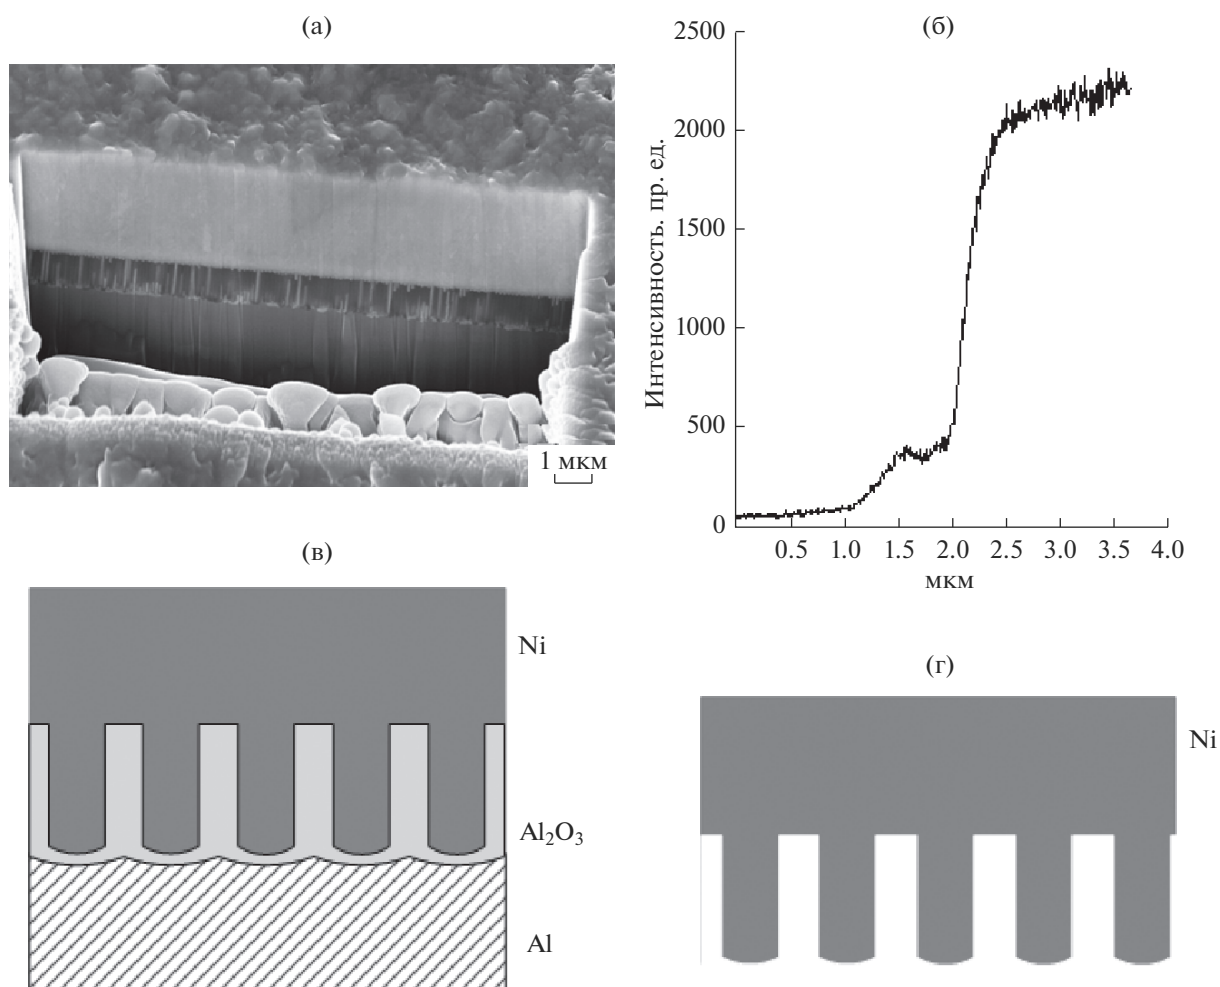 (а)
(б)
2500
2000
1500
1000
500
0
Интенсивность. пр. ед.
0.5 1.0 1.5 2.0 2.5 3.0 3.5 4.0
мкм
1 мкм
(в)
Ni
Al₂O₃
Al
(г)
Ni